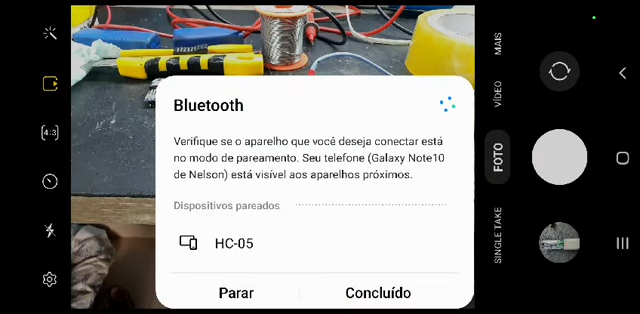 Bluetooth
Verifique se o aparelho que você deseja conectar está
no modo de pareamento. Seu telefone (Galaxy Note10
de Nelson) está visível aos aparelhos próximos.
Dispositivos pareados
HC-05
Parar
Concluído
4:3
MAIS
VÍDEO
FOTO
SINGLE TAKE